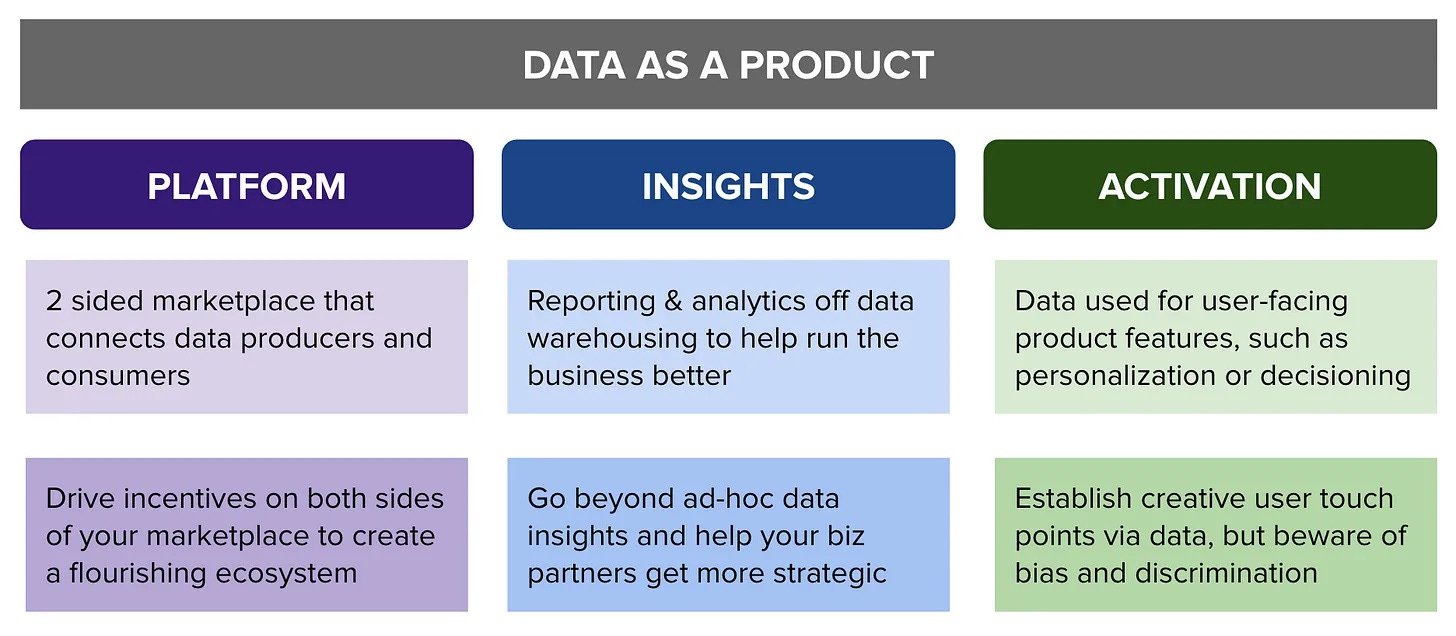 DATA AS A PRODUCT
PLATFORM
2 sided marketplace that
connects data producers and
consumers
Drive incentives on both sides
of your marketplace to create
a flourishing ecosystem
INSIGHTS
Reporting & analytics off data
warehousing to help run the
business better
Go beyond ad-hoc data
insights and help your biz
partners get more strategic
ACTIVATION
Data used for user-facing
product features, such as
personalization or decisioning
Establish creative user touch
points via data, but beware of
bias and discrimination